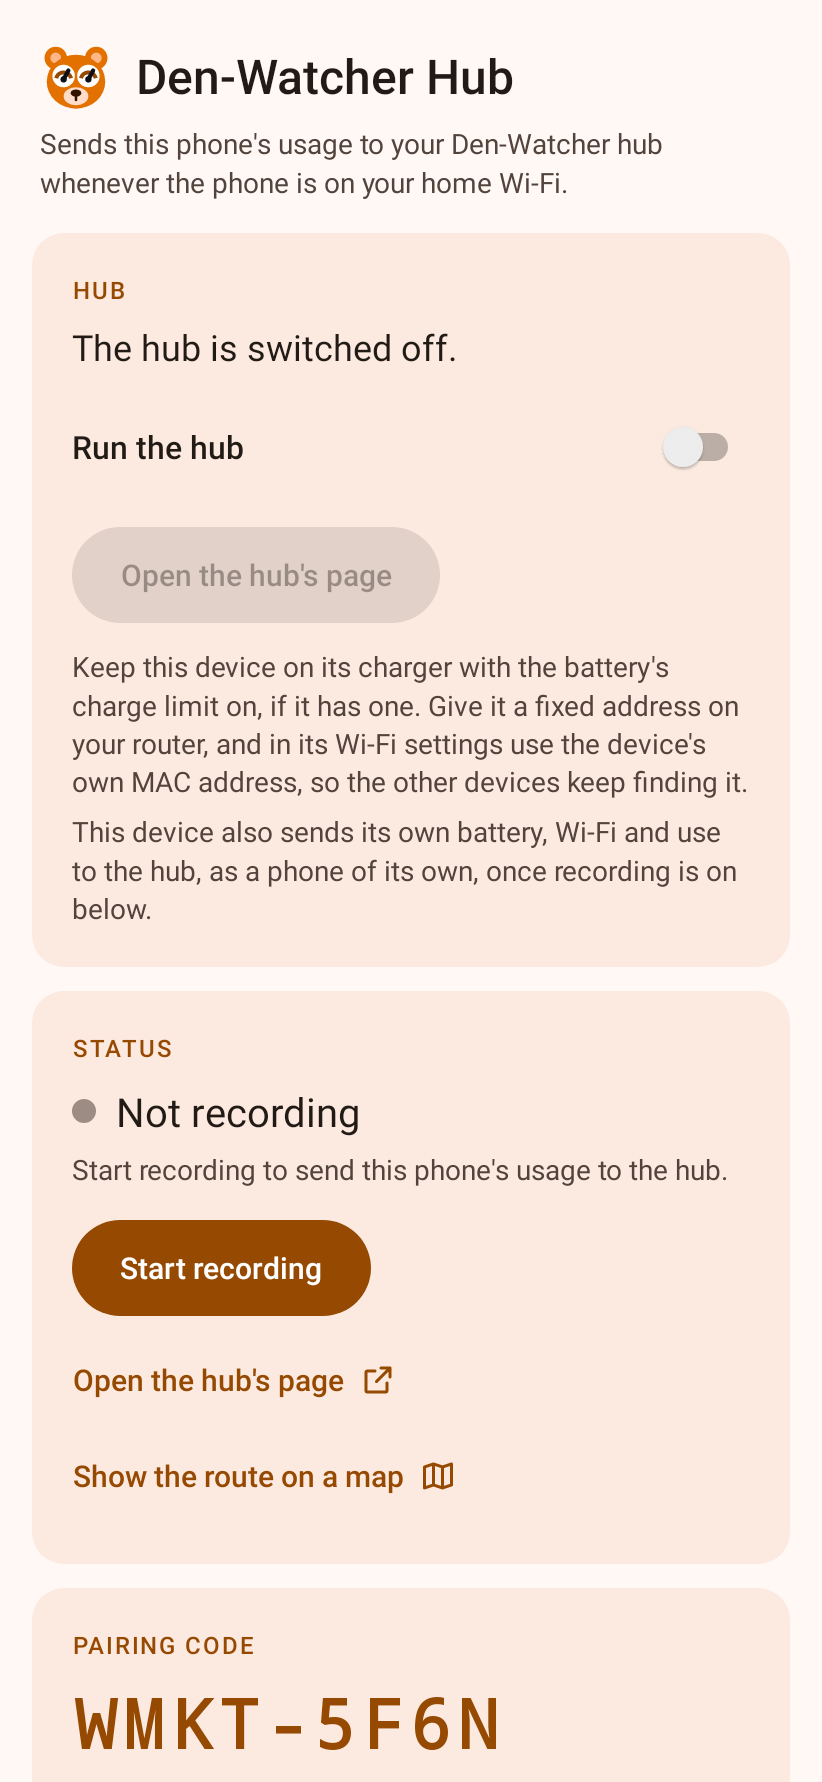 Den-Watcher Hub
Sends this phone's usage to your Den-Watcher hub
whenever the phone is on your home Wi-Fi.
HUB
The hub is switched off.
Run the hub
Open the hub's page
Keep this device on its charger with the battery's
charge limit on, if it has one. Give it a fixed address on
your router, and in its Wi-Fi settings use the device's
own MAC address, so the other devices keep finding it.
This device also sends its own battery, Wi-Fi and use
to the hub, as a phone of its own, once recording is on
below.
STATUS
Not recording
Start recording to send this phone's usage to the hub.
Start recording
Open the hub's page
Show the route on a map
PAIRING CODE
WMKT-5F6N